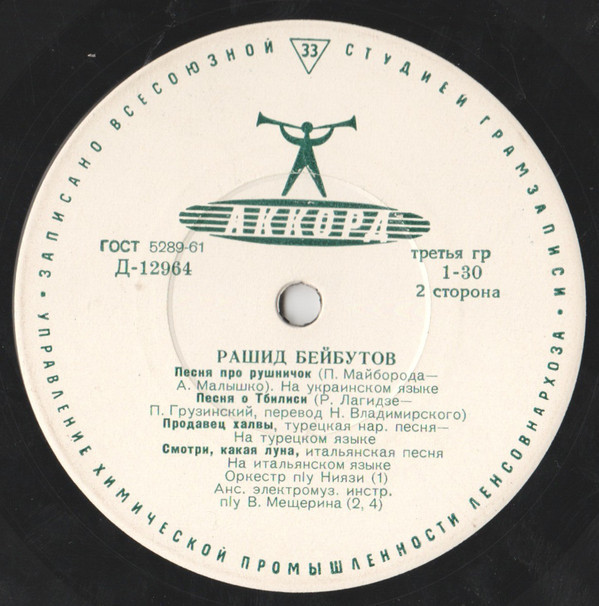 ЗАПИСАНО ВСЕСОЮЗНОЙ СТУДИЕЙ ГРАМЗАПИСИ
33
АККОРД
ГОСТ 5289-61
Д-12964
третья гр
1-30
2 сторона
РАШИД БЕЙБУТОВ
Песня про рушничок (П. Майборода—
А. Малышко). На украинском языке
Песня о Тбилиси (Р. Лагидзе—
П. Грузинский, перевод Н. Владимирского)
Продавец халвы, турецкая нар. песня—
На турецком языке
Смотри, какая луна, итальянская песня
На итальянском языке
Оркестр п/у Ниязи (1)
Анс. электромуз. инстр.
п/у В. Мещерина (2, 4)
• УПРАВЛЕНИЕ ХИМИЧЕСКОЙ ПРОМЫШЛЕННОСТИ ЛЕНСОВНАРХОЗА •